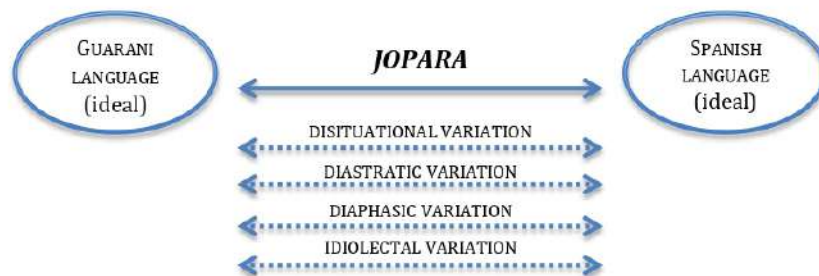 GUARANI
LANGUAGE
(ideal)
JOPARA
SPANISH
LANGUAGE
(ideal)
DISITUATIONAL VARIATION
DIASTRATIC VARIATION
DIAPHASIC VARIATION
IDIOLECTAL VARIATION